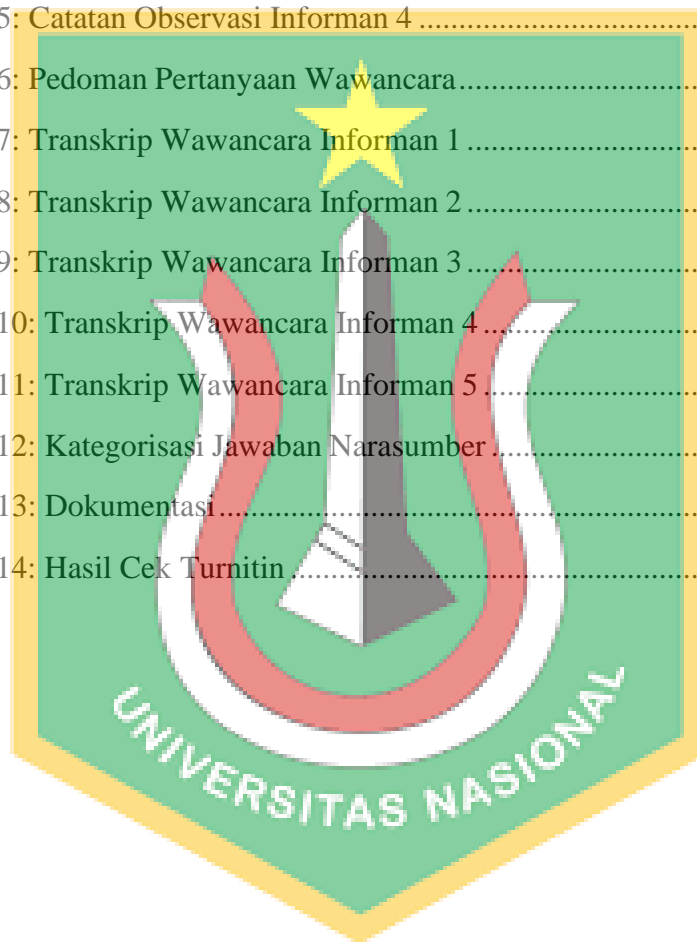 5: Catatan Observasi Informan 4 ........................................
6: Pedoman Pertanyaan Wawancara ........................................
7: Transkrip Wawancara Informan 1 ........................................
8: Transkrip Wawancara Informan 2 ........................................
9: Transkrip Wawancara Informan 3 ........................................
10: Transkrip Wawancara Informan 4 ........................................
11: Transkrip Wawancara Informan 5 ........................................
12: Kategorisasi Jawaban Narasumber ........................................
13: Dokumentasi ........................................
14: Hasil Cek Turnitin ........................................
UNIVERSITAS NASIONAL